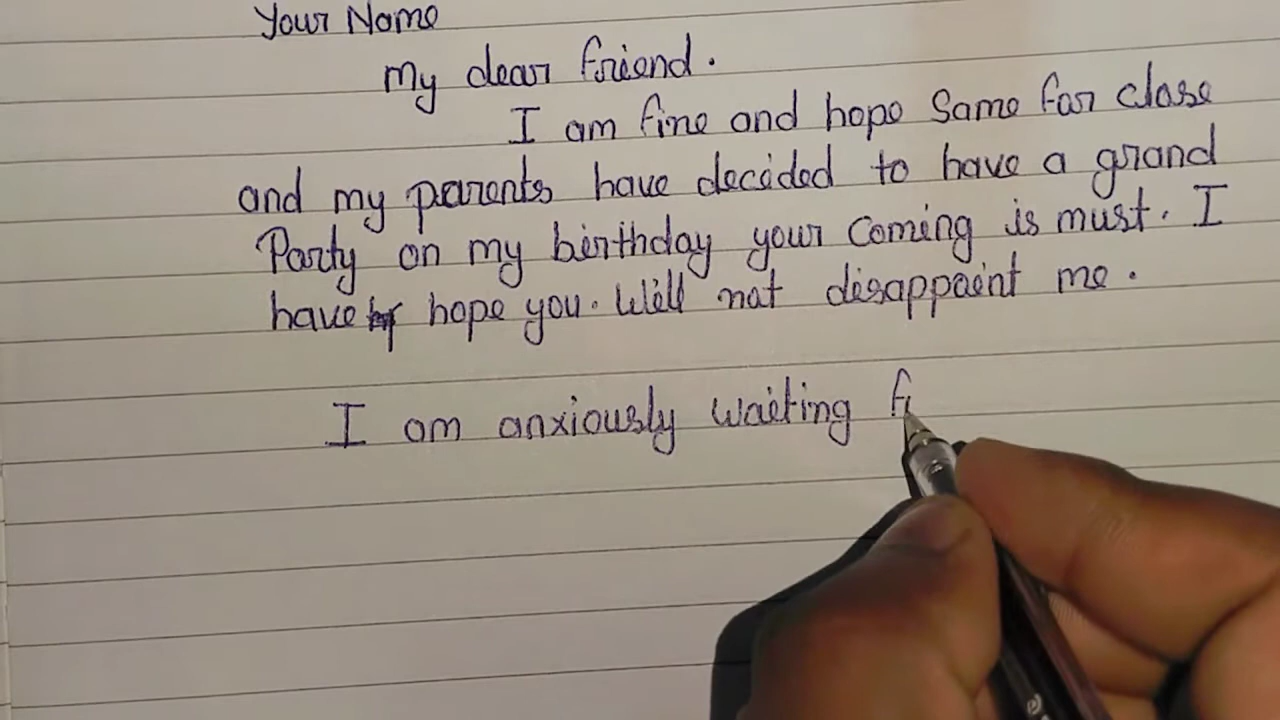 Your Name
My dear friend.
I am fine and hope same for close
and my parents have decided to have a grand
Party on my birthday your coming is must. I
have hope you. Will not disappoint me.
I am anxiously waiting f